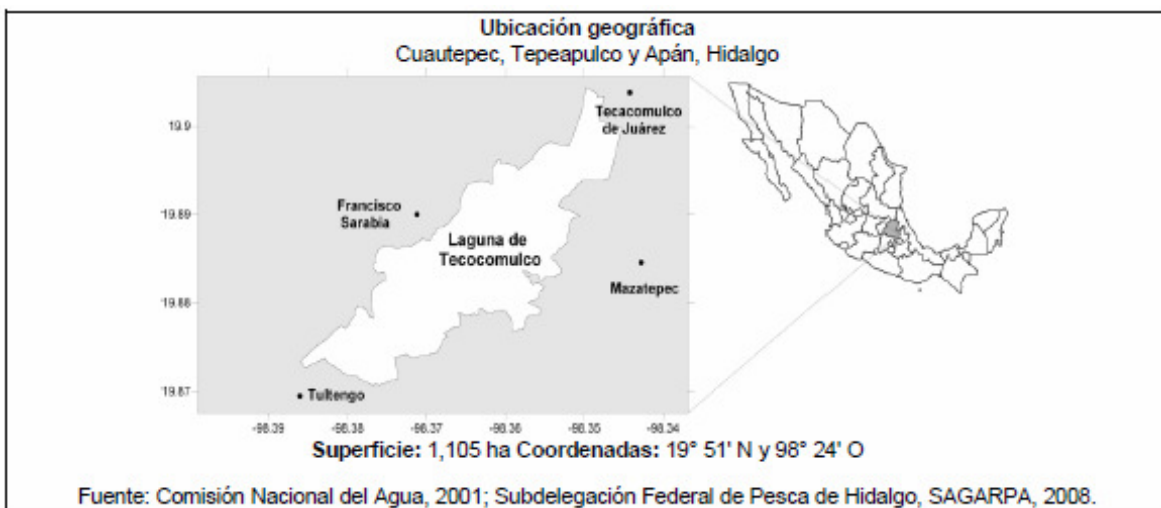 Ubicación geográfica
Cuautepec, Tepeapulco y Apán, Hidalgo
19.9
19.89
19.88
19.87
Tecacomulco
de Juárez
Francisco
Sarabia
Laguna de
Tecocomulco
Mazatepec
Tultengo
-98.39 -98.38 -98.37 -98.36 -98.35 -98.34
Superficie: 1,105 ha Coordenadas: 19° 51' N y 98° 24' O
Fuente: Comisión Nacional del Agua, 2001; Subdelegación Federal de Pesca de Hidalgo, SAGARPA, 2008.